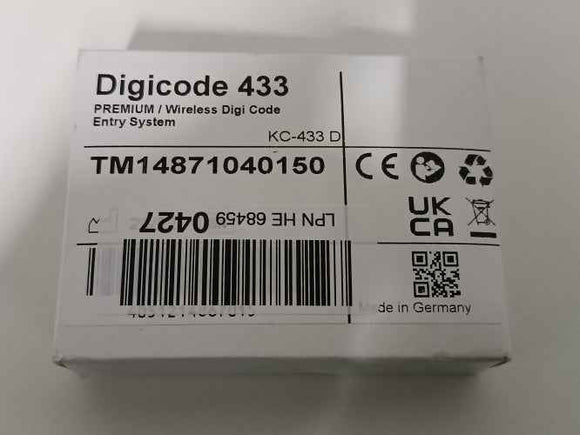 Digicode 433
PREMIUM / Wireless Digi Code
Entry System
KC-433 D
TM14871040150
CE
UK
CA
LPN HE 68459 0427
Made in Germany